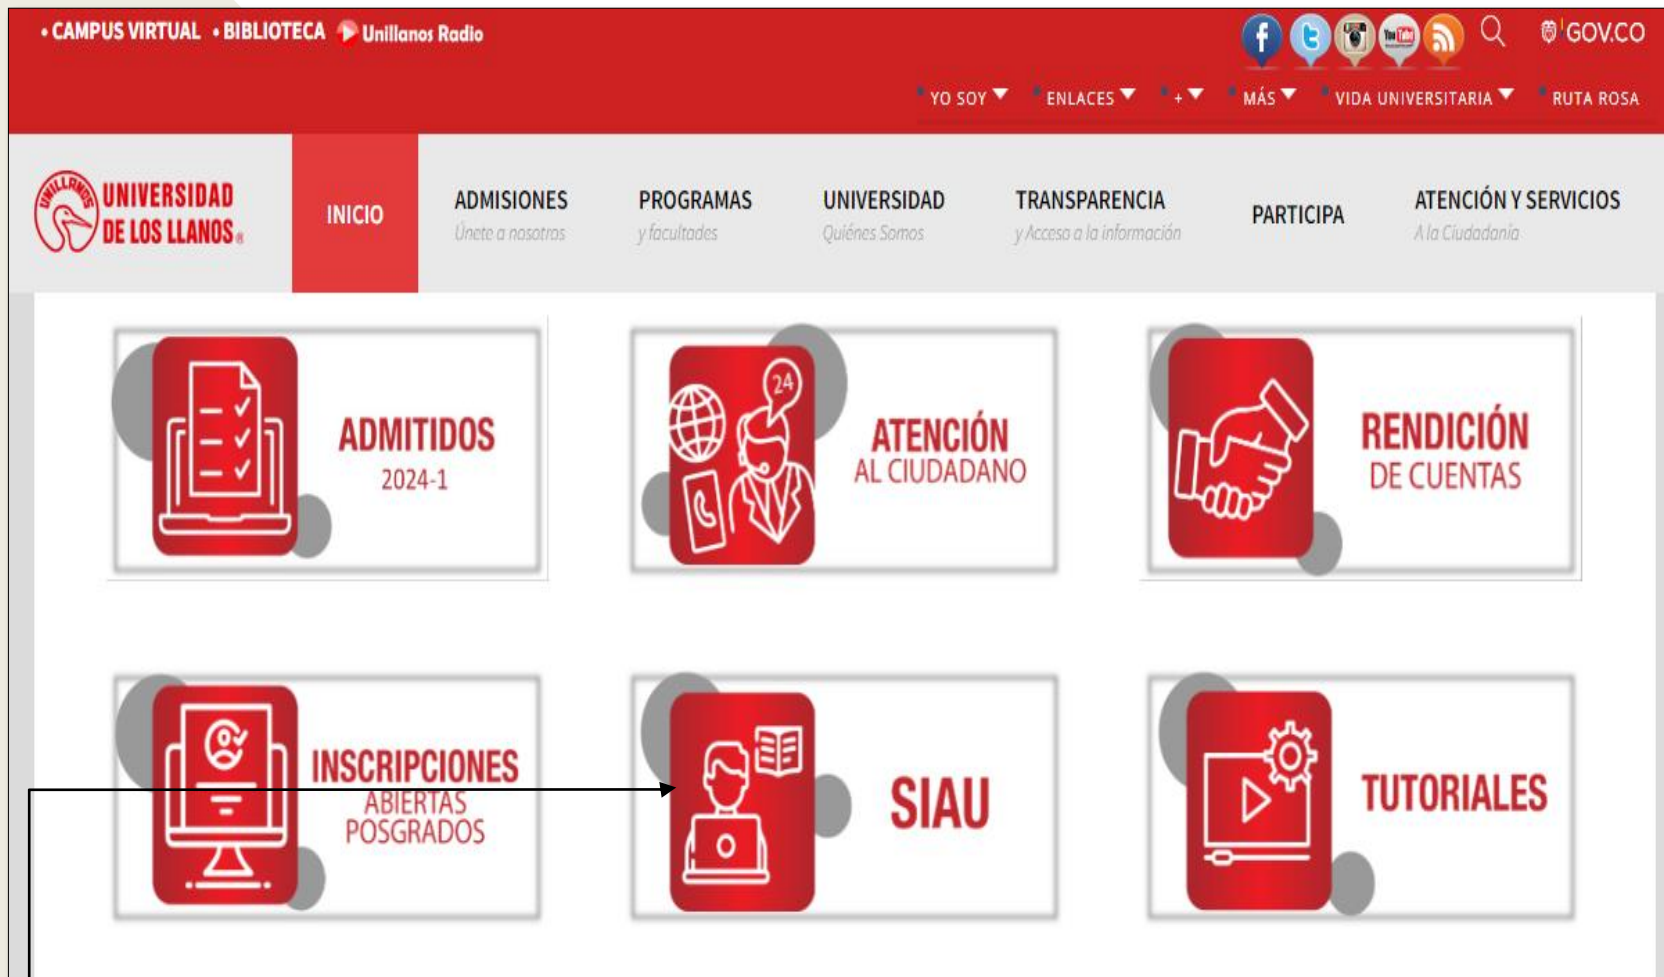 • CAMPUS VIRTUAL • BIBLIOTECA Unillanos Radio
GOV.CO
YO SOY ENLACES + MÁS VIDA UNIVERSITARIA RUTA ROSA
UNILLANOS
UNIVERSIDAD
DE LOS LLANOS®
INICIO
ADMISIONES
Únete a nosotros
PROGRAMAS
y facultades
UNIVERSIDAD
Quiénes Somos
TRANSPARENCIA
y Acceso a la información
PARTICIPA
ATENCIÓN Y SERVICIOS
A la Ciudadanía
ADMITIDOS
2024-1
24
ATENCIÓN
AL CIUDADANO
RENDICIÓN
DE CUENTAS
INSCRIPCIONES
ABIERTAS
POSGRADOS
SIAU
TUTORIALES